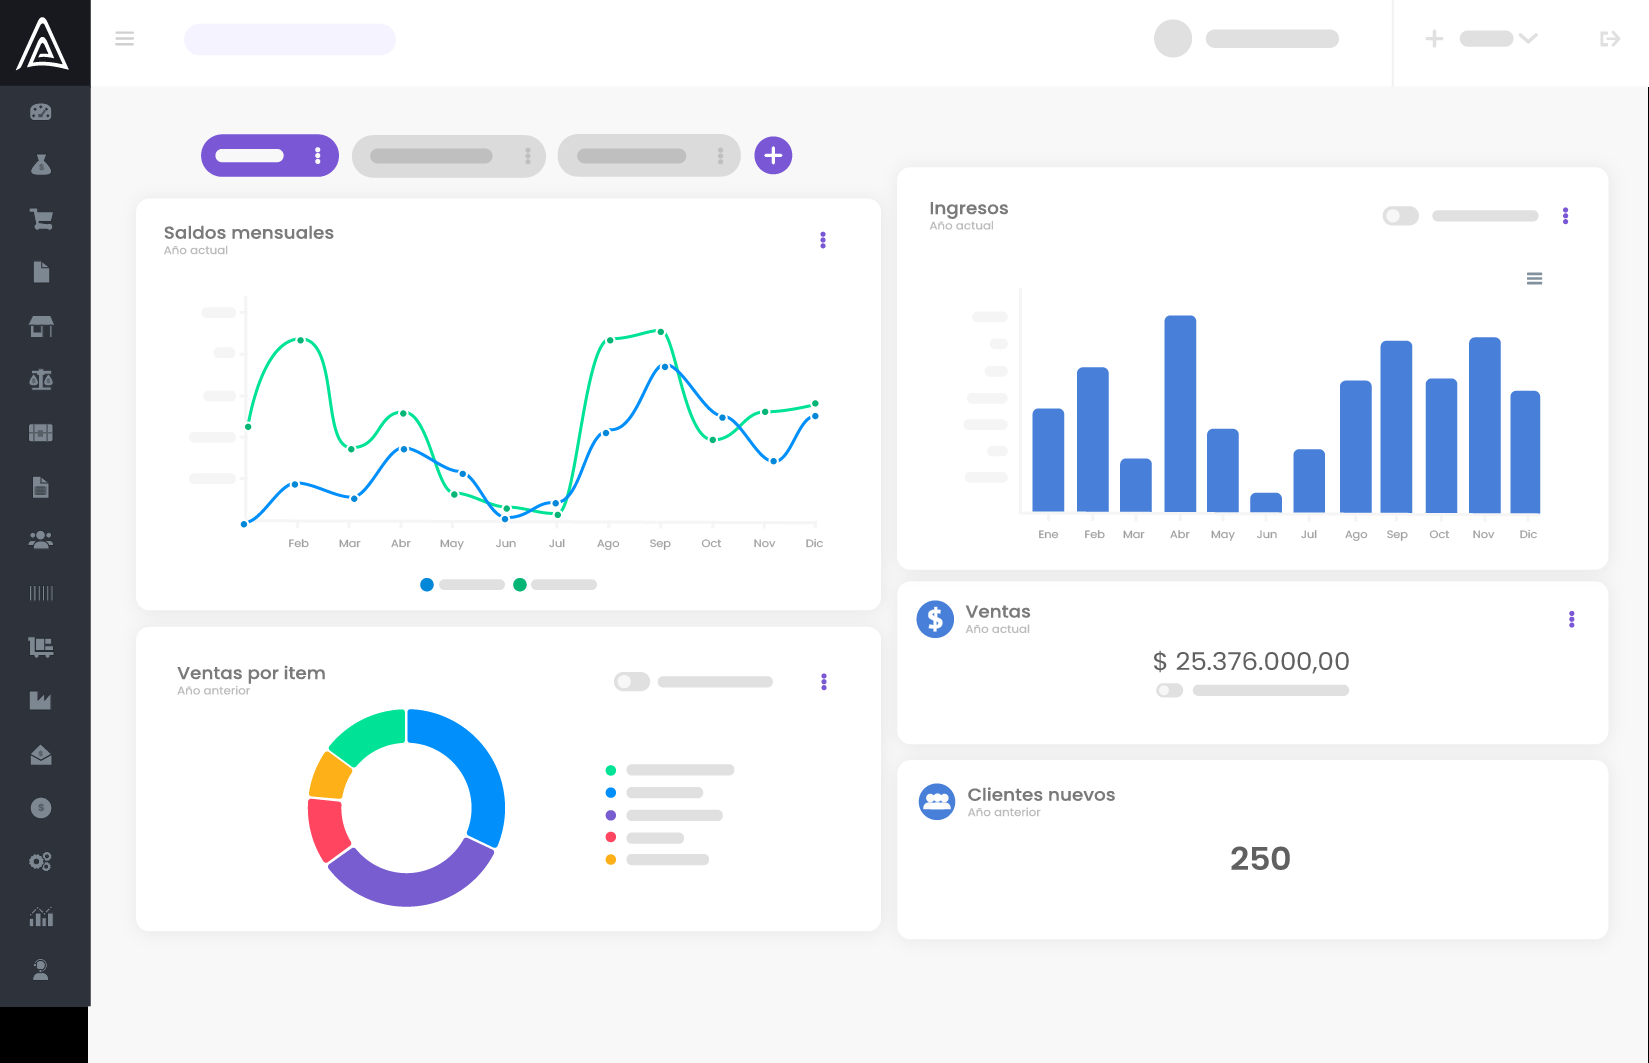 Saldos mensuales
Año actual
Feb Mar Abr May Jun Jul Ago Sep Oct Nov Dic
Ventas por item
Año anterior
Ingresos
Año actual
Ene Feb Mar Abr May Jun Jul Ago Sep Oct Nov Dic
$ Ventas
Año actual
$ 25.376.000,00
Clientes nuevos
Año anterior
250